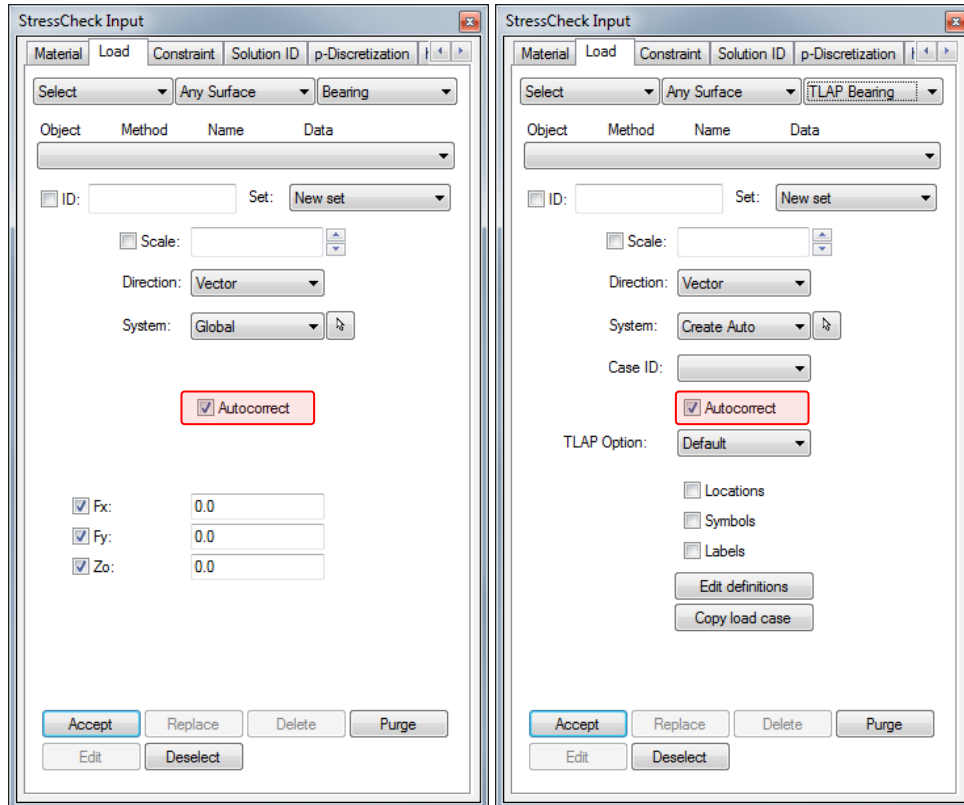 StressCheck Input
Material Load Constraint Solution ID p-Discretization
Select Any Surface Bearing
Object Method Name Data
ID: Set: New set
Scale:
Direction: Vector
System: Global
Autocorrect
Fx: 0.0
Fy: 0.0
Zo: 0.0
Accept Replace Delete Purge
Edit Deselect
StressCheck Input
Material Load Constraint Solution ID p-Discretization
Select Any Surface TLAP Bearing
Object Method Name Data
ID: Set: New set
Scale:
Direction: Vector
System: Create Auto
Case ID:
Autocorrect
TLAP Option: Default
Locations
Symbols
Labels
Edit definitions
Copy load case
Accept Replace Delete Purge
Edit Deselect